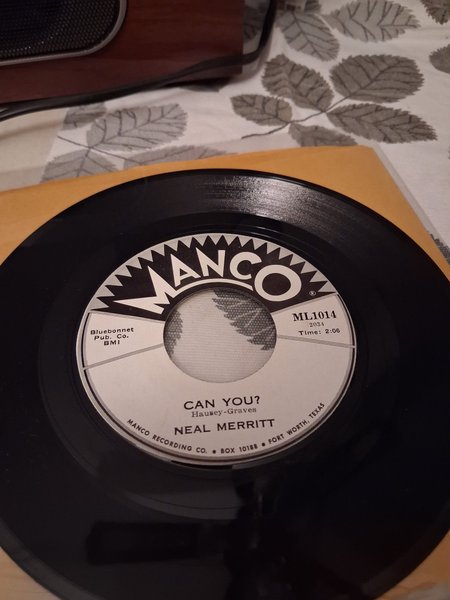 MANCO
®
Bluebonnet
Pub. Co.
BMI
ML1014
2034
Time: 2:06
CAN YOU?
Hausey-Graves
NEAL MERRITT
MANCO RECORDING CO. • BOX 10188 • FORT WORTH, TEXAS